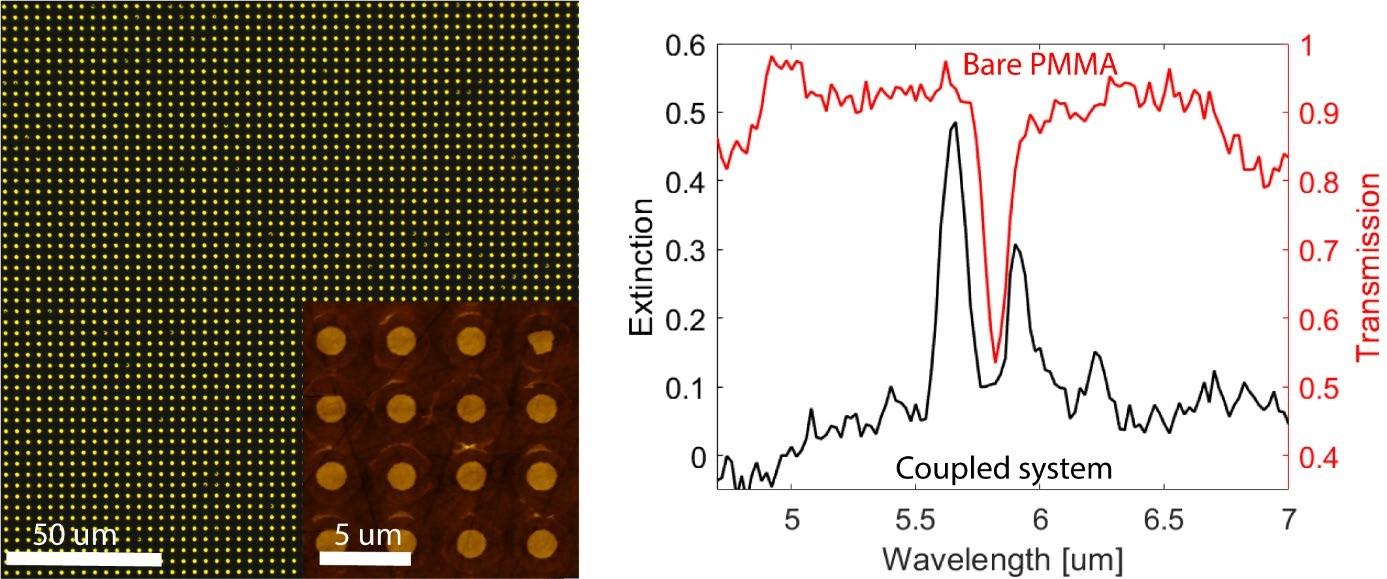 50 um
5 um
0.6
0.5
0.4
0.3
0.2
0.1
0
Extinction
Bare PMMA
Coupled system
1
0.9
0.8
0.7
0.6
0.5
0.4
Transmission
5
5.5
6
6.5
7
Wavelength [um]